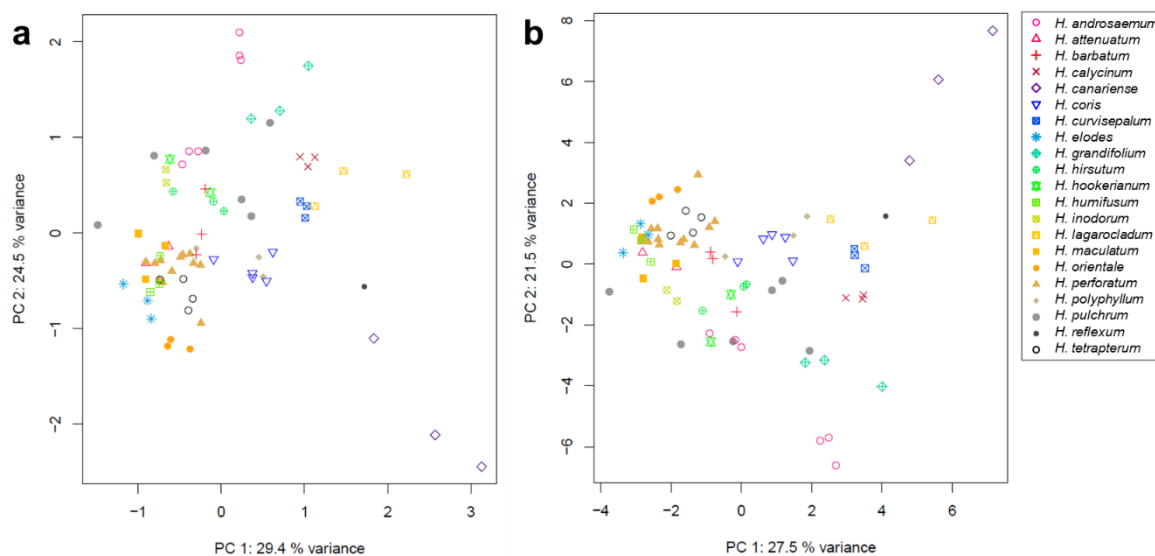 a
2
1
0
−1
−2
PC 2: 24.5 % variance
−1
0
1
2
3
PC 1: 29.4 % variance
b
8
6
4
2
0
−2
−4
−6
PC 2: 21.5 % variance
−4
−2
0
2
4
6
PC 1: 27.5 % variance
H. androsaemum
H. attenuatum
H. barbatum
H. calycinum
H. canariense
H. coris
H. curvisepalum
H. elodes
H. grandifolium
H. hirsutum
H. hookerianum
H. humifusum
H. inodorum
H. lagarocladum
H. maculatum
H. orientale
H. perforatum
H. polyphyllum
H. pulchrum
H. reflexum
H. tetrapterum